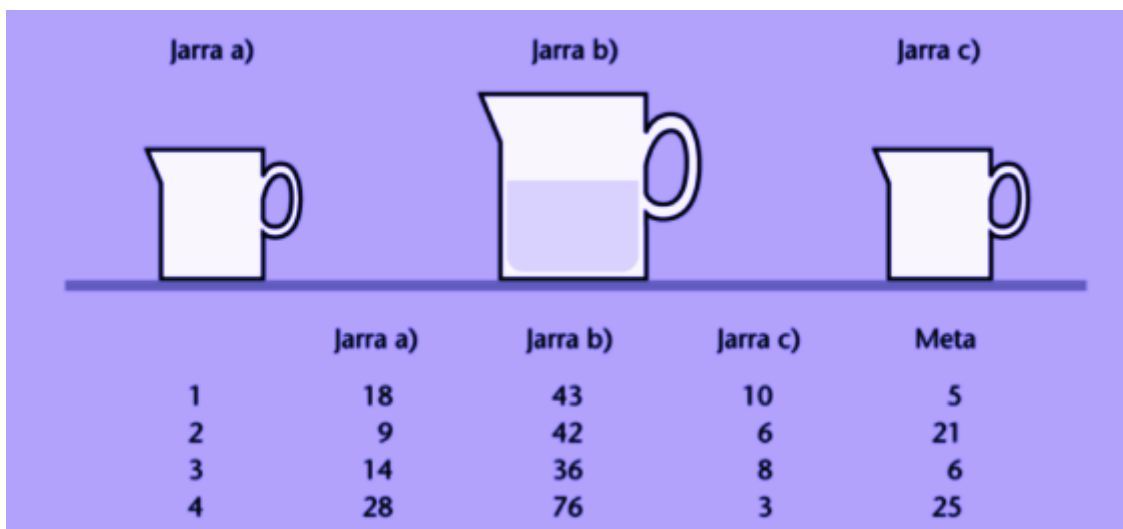 Jarra a) Jarra b) Jarra c)
Jarra a) Jarra b) Jarra c) Meta
1 18 43 10 5
2 9 42 6 21
3 14 36 8 6
4 28 76 3 25